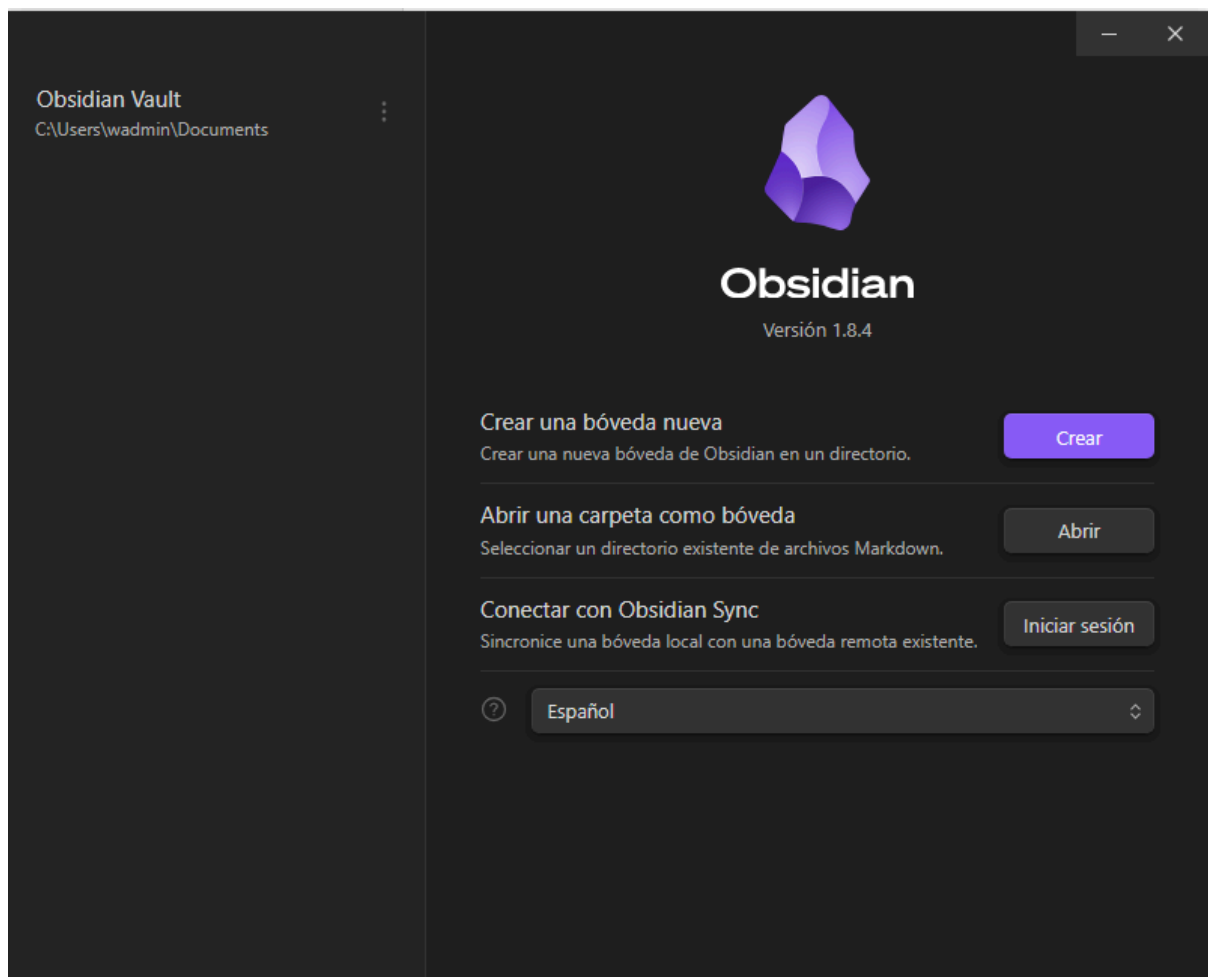 Obsidian Vault
C:\Users\wadmin\Documents
Obsidian
Versión 1.8.4
Crear una bóveda nueva
Crear una nueva bóveda de Obsidian en un directorio.
Crear
Abrir una carpeta como bóveda
Seleccionar un directorio existente de archivos Markdown.
Abrir
Conectar con Obsidian Sync
Sincronice una bóveda local con una bóveda remota existente.
Iniciar sesión
Español